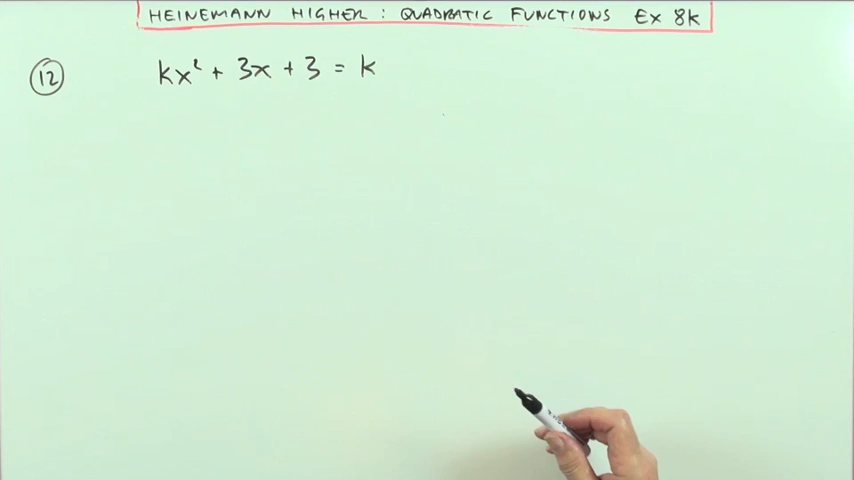 HEINEMANN HIGHER : QUADRATIC FUNCTIONS Ex 8K
12 kx² + 3x + 3 = k